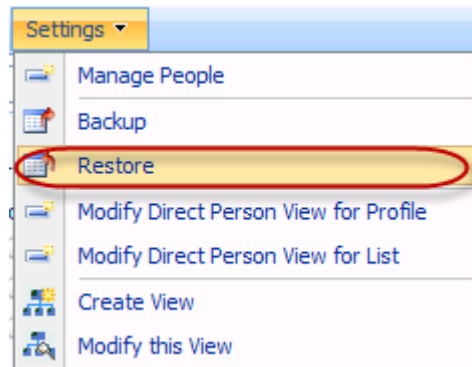 Settings
Manage People
Backup
Restore
Modify Direct Person View for Profile
Modify Direct Person View for List
Create View
Modify this View